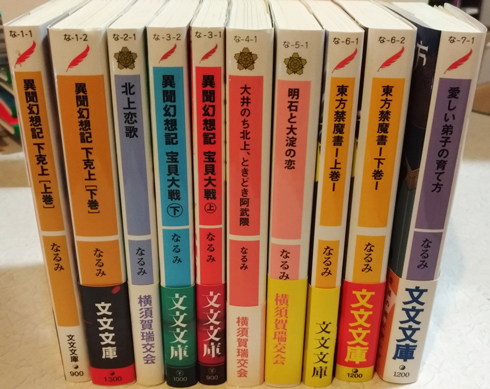 な-1-1
異聞幻想記 下克上 [上巻]
なるみ
文文文庫
900
な-1-2
異聞幻想記 下克上 [下巻]
なるみ
文文文庫
1300
な-2-1
北上恋歌
なるみ
横須賀瑞交会
な-3-2
異聞幻想記 宝貝大戦 下
なるみ
文文文庫
1000
な-3-1
異聞幻想記 宝貝大戦 上
なるみ
文文文庫
900
な-4-1
大井のち北上、ときどき阿武隈
なるみ
横須賀瑞交会
な-5-1
明石と大淀の恋
なるみ
横須賀瑞交会
な-6-1
東方禁魔書ー上巻ー
なるみ
文文文庫
な-6-2
東方禁魔書ー下巻ー
なるみ
文文文庫
1200
な-7-1
愛しい弟子の育て方
なるみ
文文文庫
1200